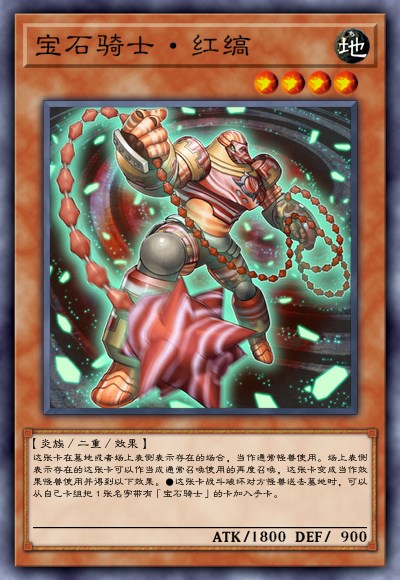 宝石骑士・红缟
地
【炎族／二重／效果】
这张卡在墓地或者场上表侧表示存在的场合，当作通常怪兽使用。场上表侧
表示存在的这张卡可以作当成通常召唤使用的再度召唤，这张卡变成当作效
果怪兽使用并得到以下效果。●这张卡战斗破坏对方怪兽送去墓地时，可以
从自己卡组把1张名字带有「宝石骑士」的卡加入手卡。
ATK/1800 DEF/ 900